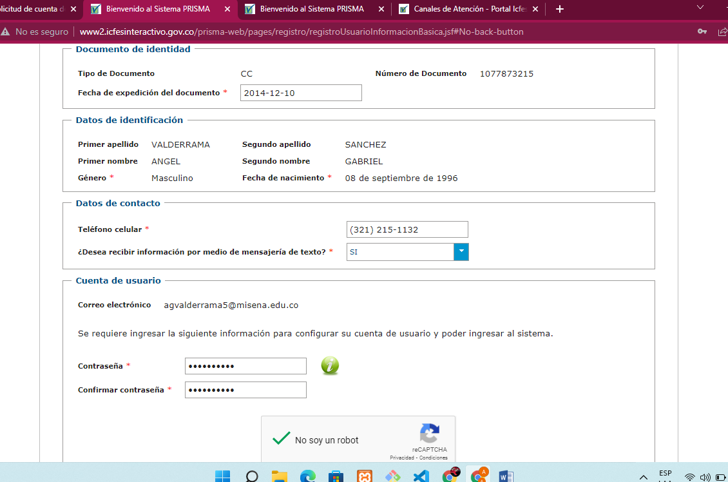 olicitud de cuenta d
Bienvenido al Sistema PRISMA
Bienvenido al Sistema PRISMA
Canales de Atención - Portal Icfe
No es seguro | www2.icfesinteractivo.gov.co/prisma-web/pages/registro/registroUsuarioInformacionBasica.jsf#No-back-button
Documento de identidad
Tipo de Documento CC Número de Documento 1077873215
Fecha de expedición del documento * 2014-12-10
Datos de identificación
Primer apellido VALDERRAMA Segundo apellido SANCHEZ
Primer nombre ANGEL Segundo nombre GABRIEL
Género * Masculino Fecha de nacimiento * 08 de septiembre de 1996
Datos de contacto
Teléfono celular * (321) 215-1132
¿Desea recibir información por medio de mensajería de texto? * SI
Cuenta de usuario
Correo electrónico agvalderrama5@misena.edu.co
Se requiere ingresar la siguiente información para configurar su cuenta de usuario y poder ingresar al sistema.
Contraseña * ••••••••••
Confirmar contraseña * ••••••••••
No soy un robot
reCAPTCHA
Privacidad - Condiciones
ESP